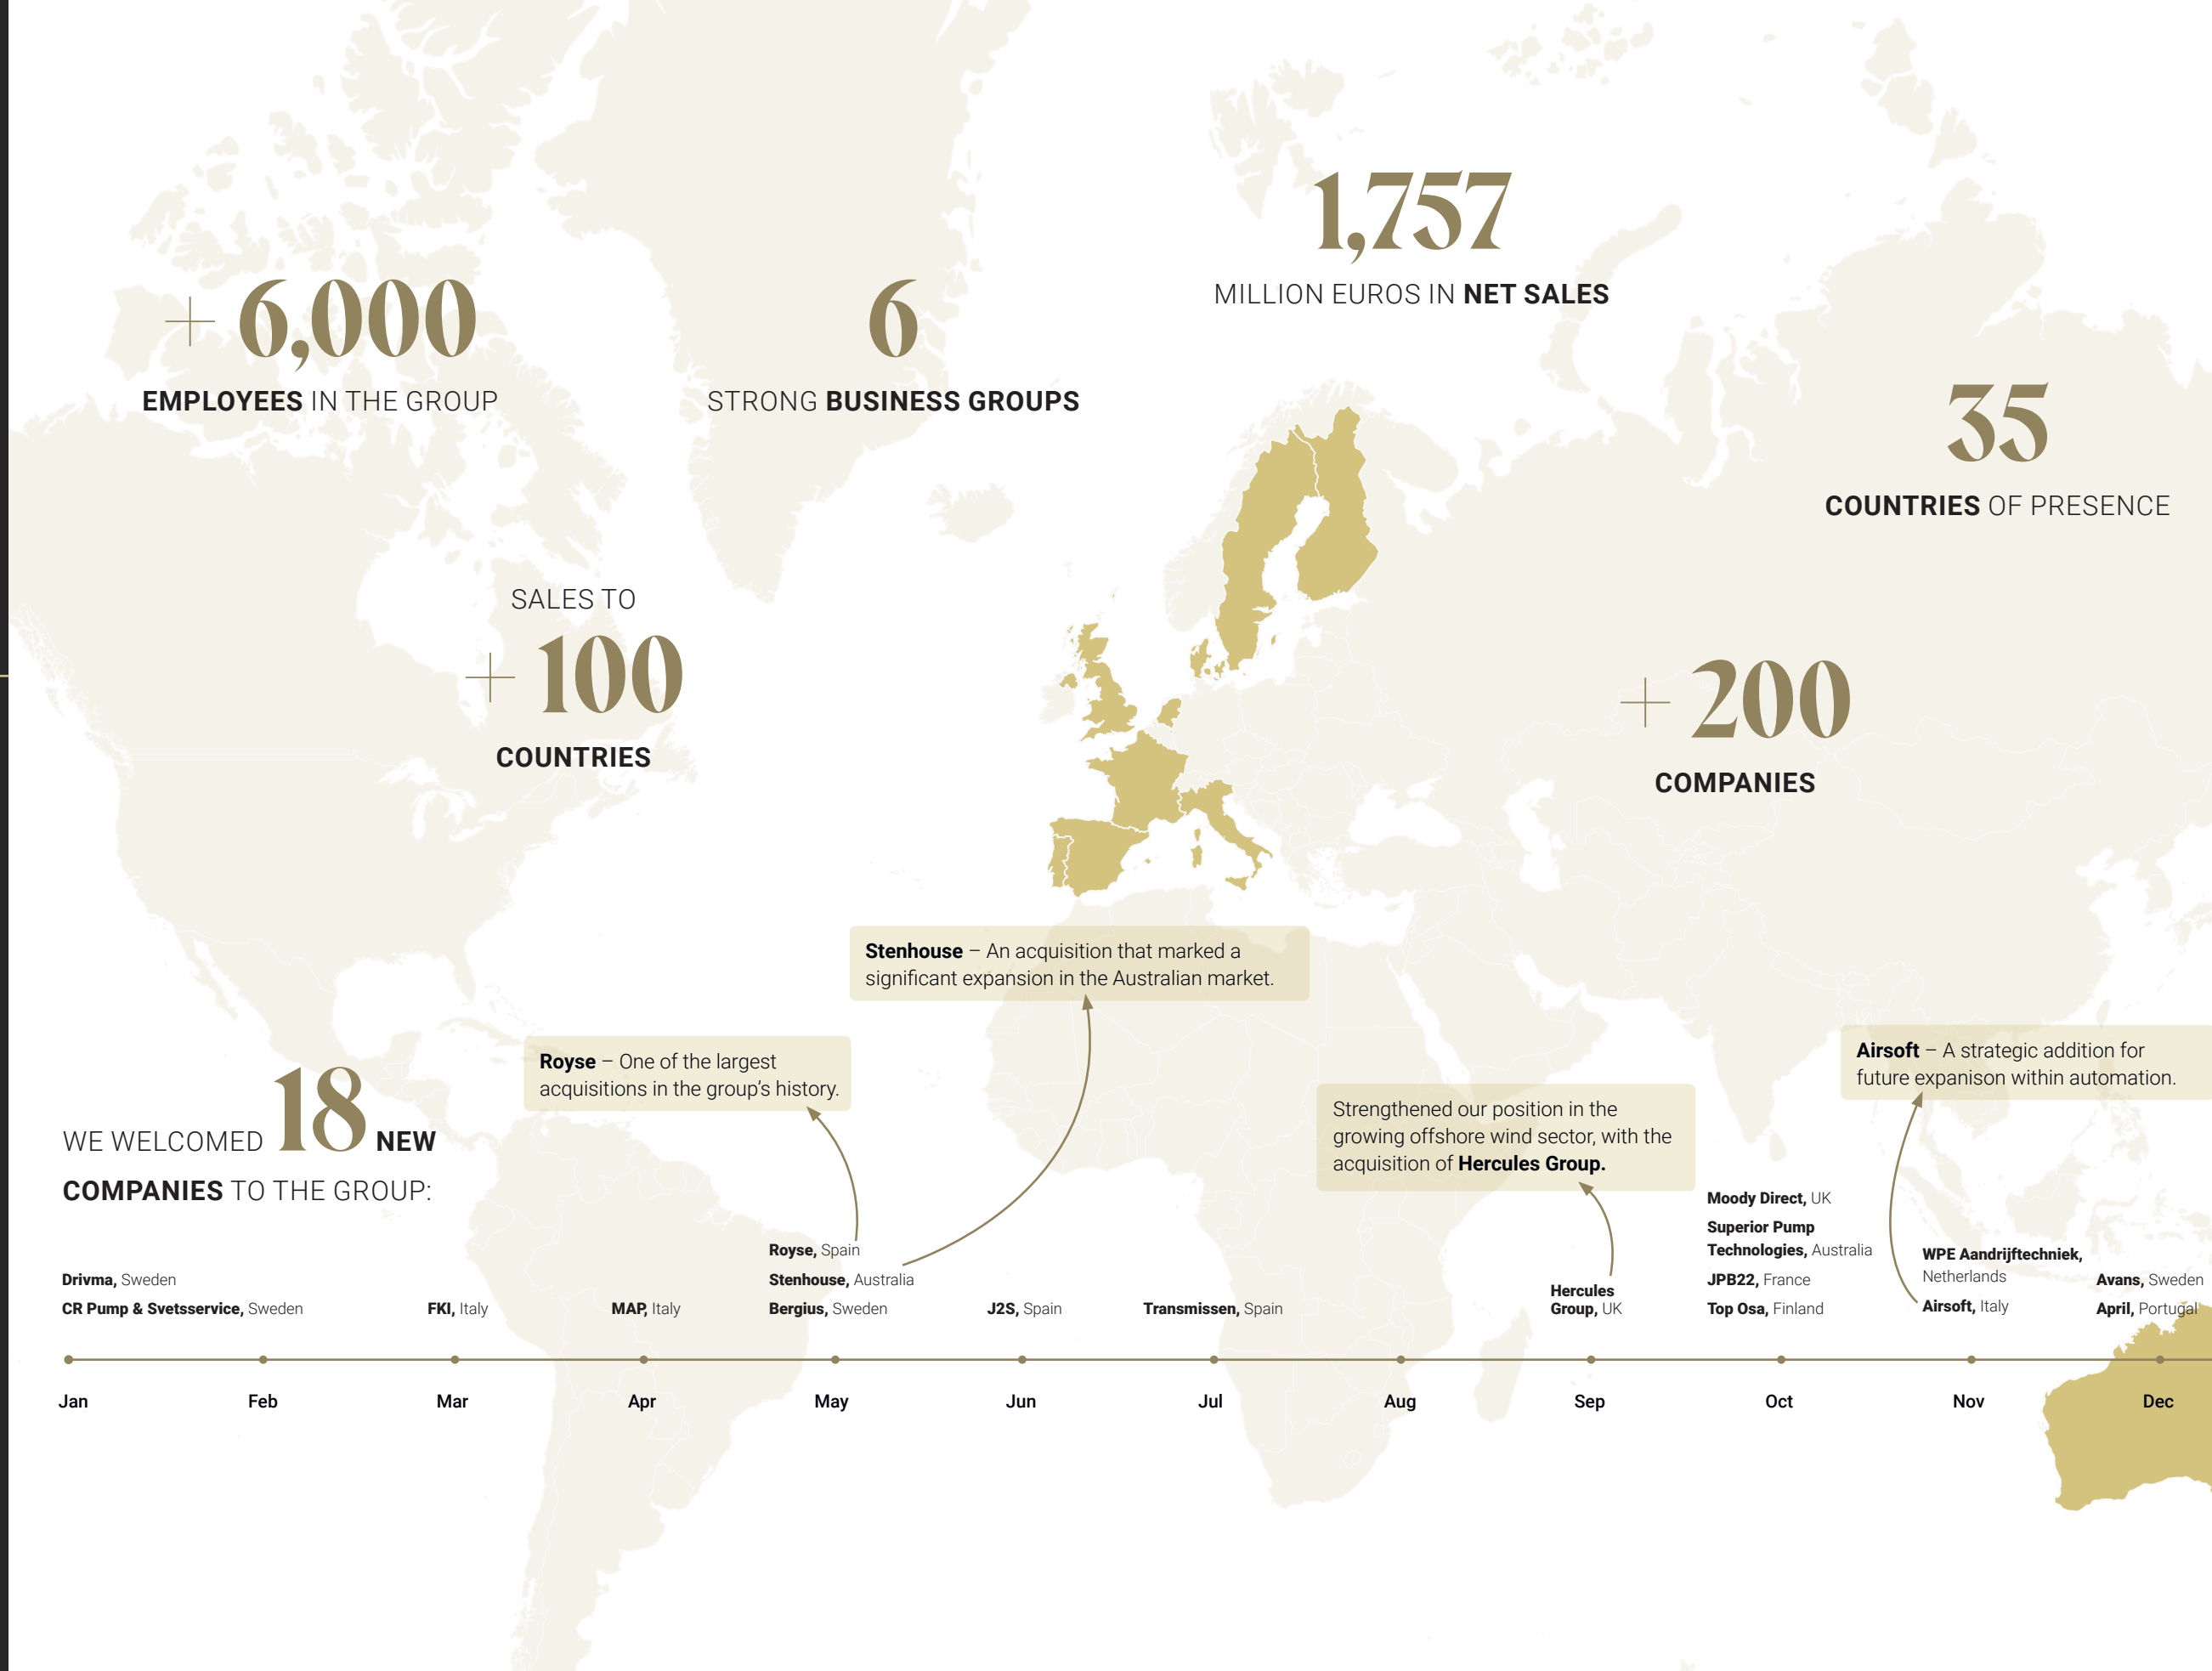 1,757
MILLION EUROS IN NET SALES
+ 6,000
EMPLOYEES IN THE GROUP
6
STRONG BUSINESS GROUPS
35
COUNTRIES OF PRESENCE
SALES TO
+ 100
COUNTRIES
+ 200
COMPANIES
Stenhouse – An acquisition that marked a
significant expansion in the Australian market.
Royse – One of the largest
acquisitions in the group's history.
Airsoft – A strategic addition for
future expanison within automation.
Strengthened our position in the
growing offshore wind sector, with the
acquisition of Hercules Group.
WE WELCOMED 18 NEW
COMPANIES TO THE GROUP:
Drivma, Sweden
CR Pump & Svetsservice, Sweden
FKI, Italy
MAP, Italy
Royse, Spain
Stenhouse, Australia
Bergius, Sweden
J2S, Spain
Transmissen, Spain
Hercules
Group, UK
Moody Direct, UK
Superior Pump
Technologies, Australia
JPB22, France
Top Osa, Finland
WPE Aandrijftechniek,
Netherlands
Airsoft, Italy
Avans, Sweden
April, Portugal
Jan Feb Mar Apr May Jun Jul Aug Sep Oct Nov Dec